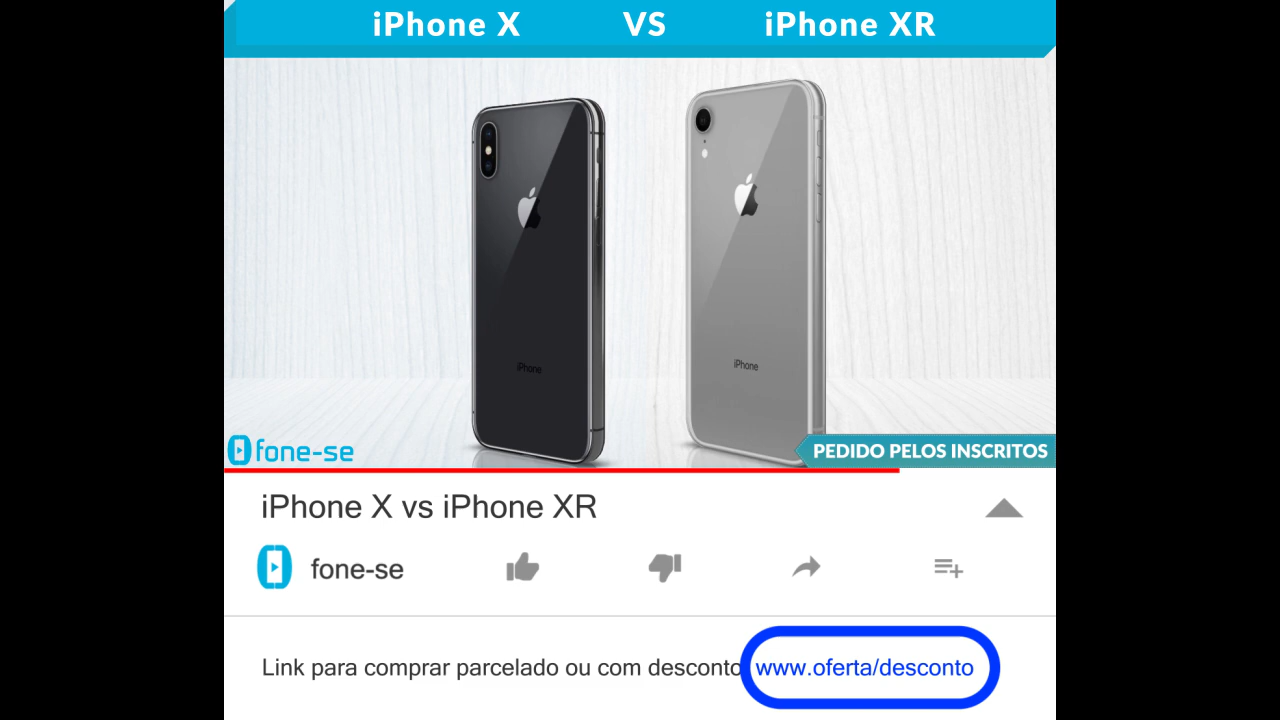 iPhone X VS iPhone XR
iPhone
iPhone
fone-se
PEDIDO PELOS INSCRITOS
iPhone X vs iPhone XR
fone-se
Link para comprar parcelado ou com desconto www.oferta/desconto